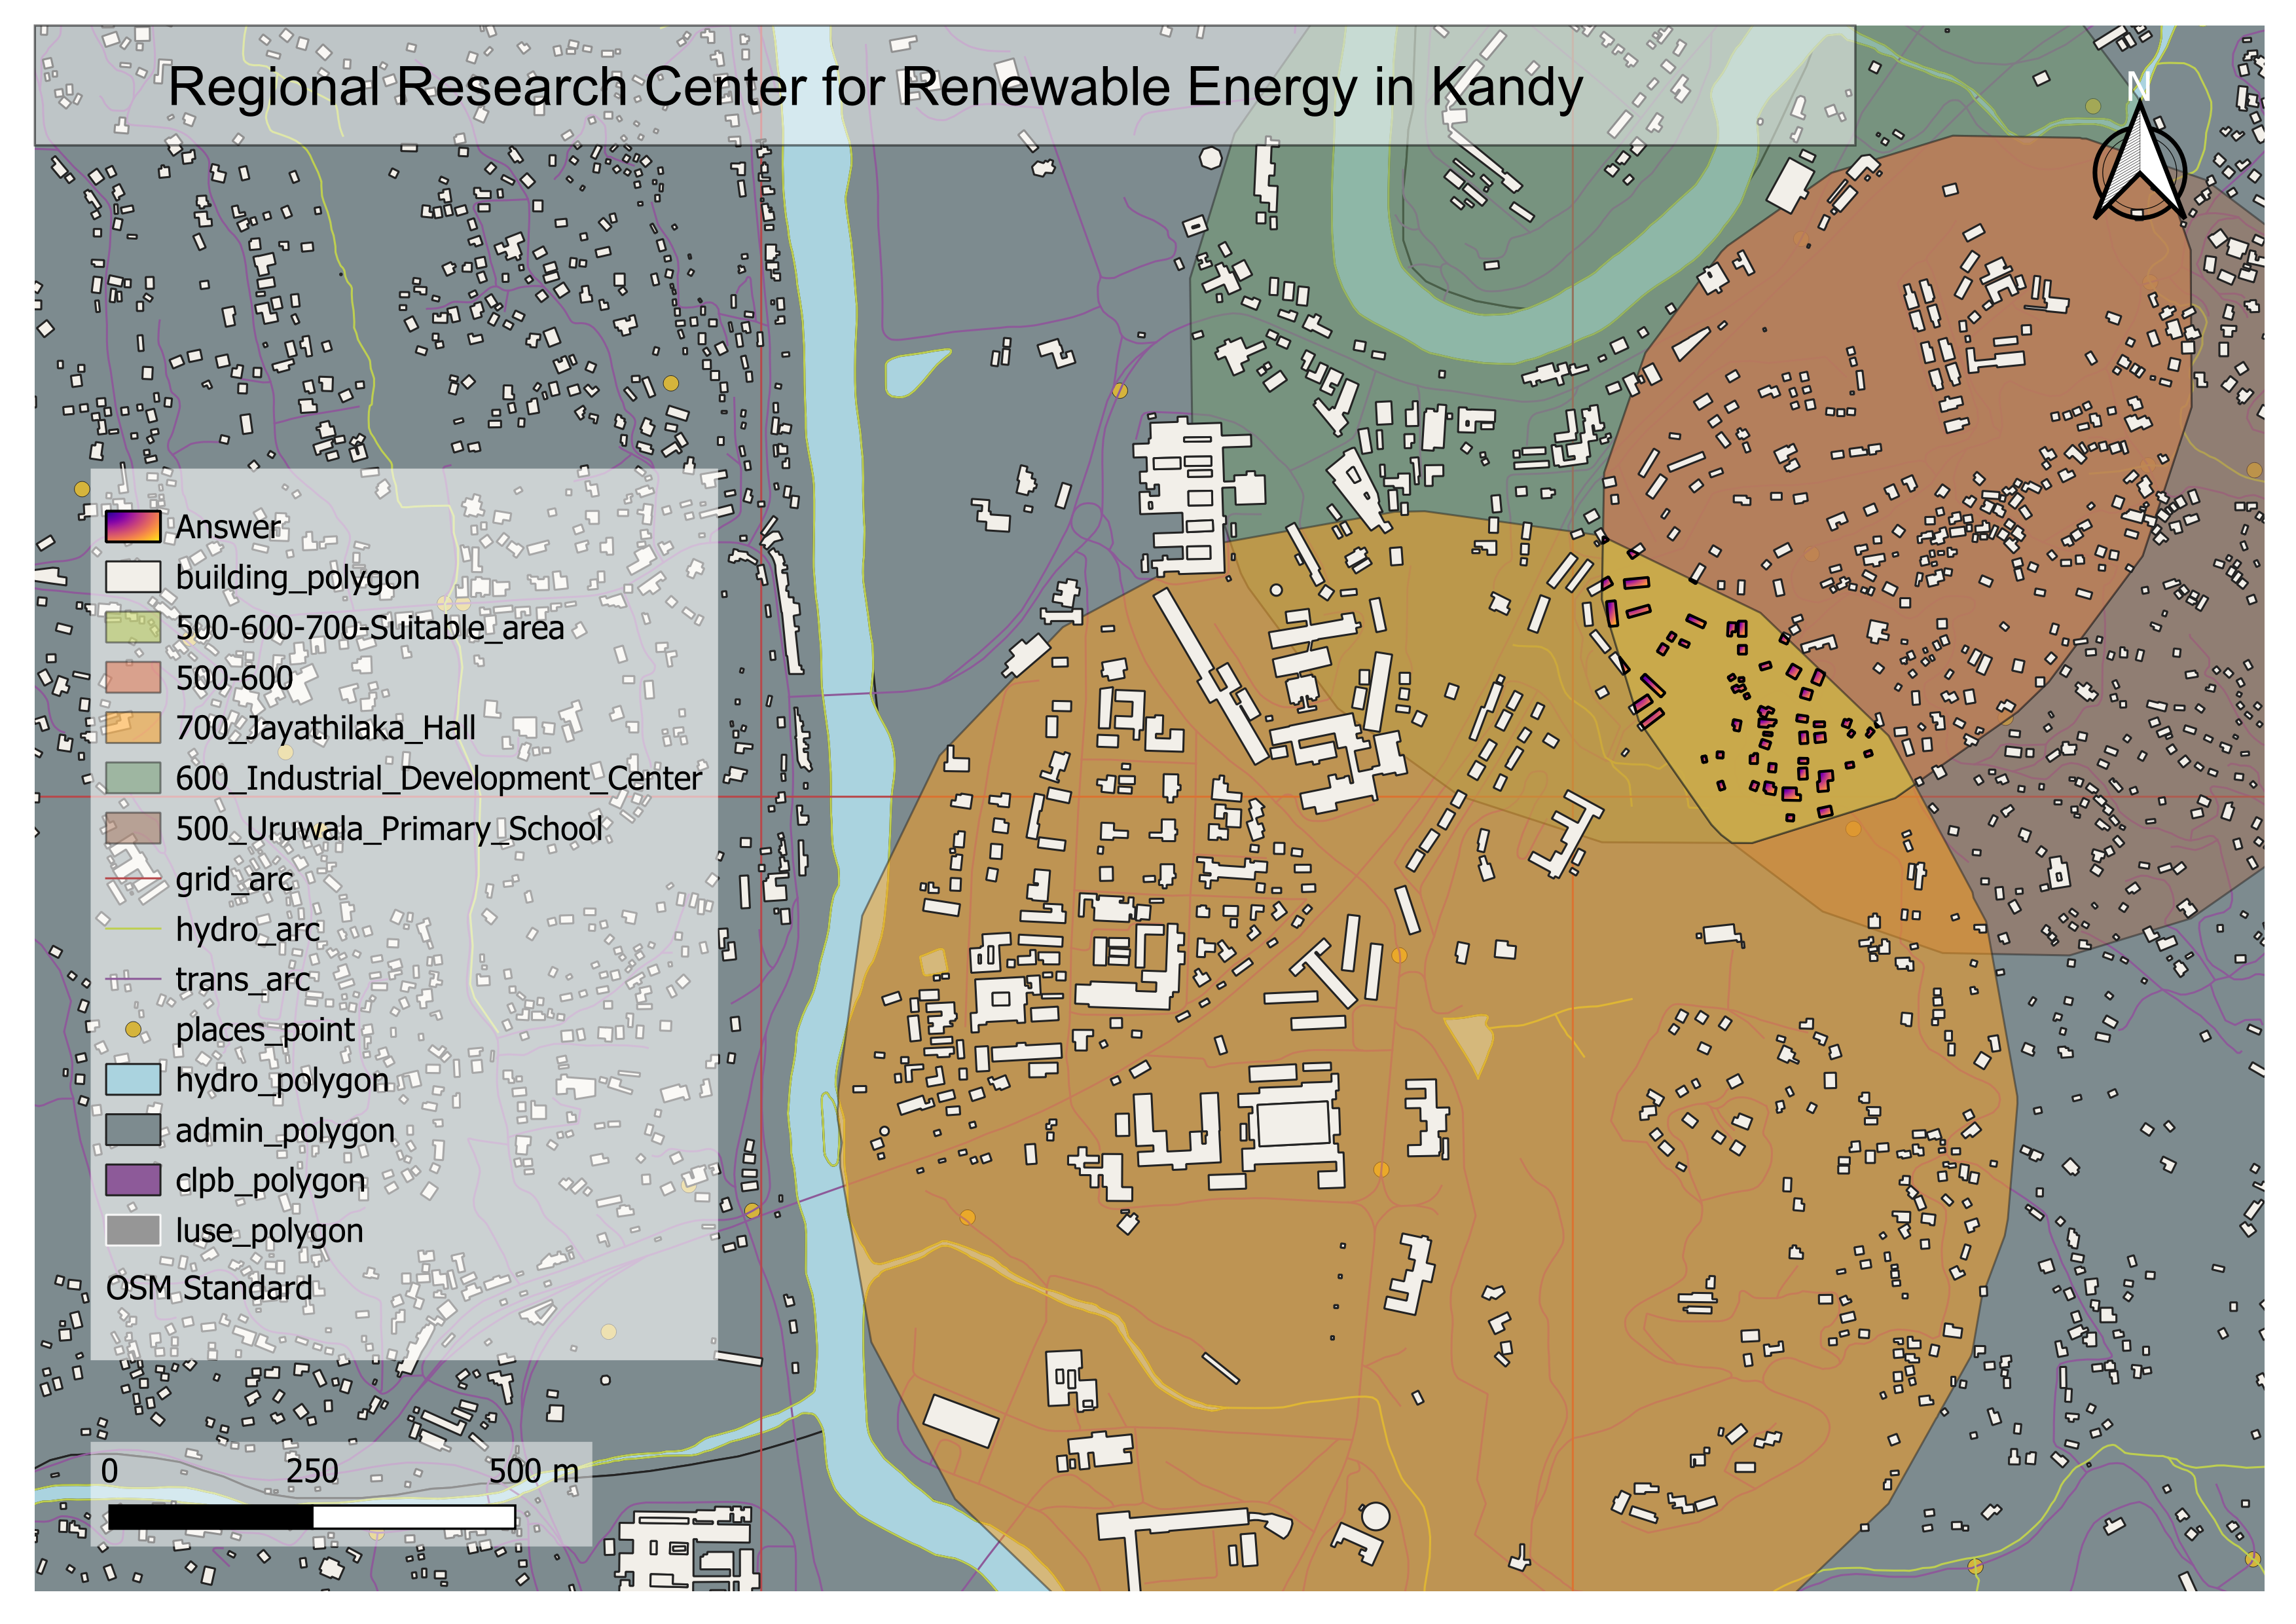 Regional Research Center for Renewable Energy in Kandy
N
Answer
building_polygon
500-600-700-Suitable_area
500-600
700_Jayathilaka_Hall
600_Industrial_Development_Center
500_Uruwala_Primary_School
grid_arc
hydro_arc
trans_arc
places_point
hydro_polygon
admin_polygon
clpb_polygon
luse_polygon
OSM Standard
0 250 500 m